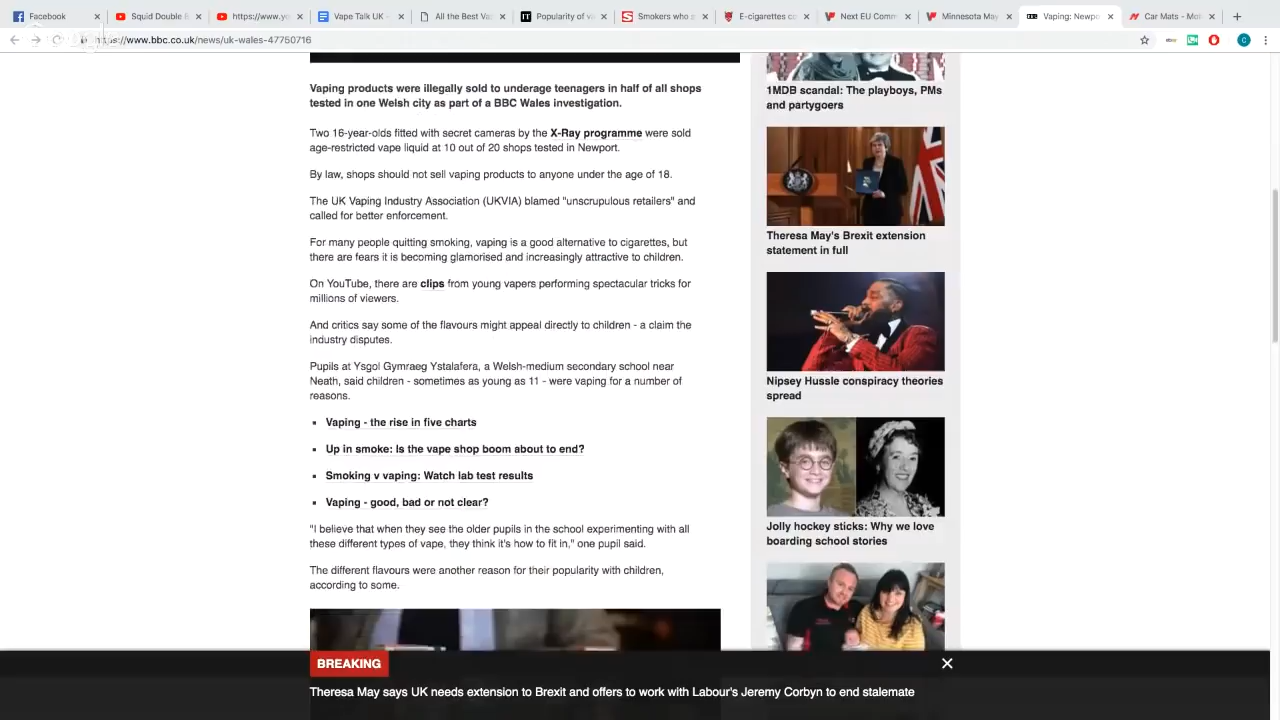 Facebook
Squid Double B
https://www.yo
Vape Talk UK -
All the Best Va
Popularity of va
Smokers who s
E-cigarettes co
Next EU Comm
Minnesota May
Vaping: Newpo
Car Mats - Mo
https://www.bbc.co.uk/news/uk-wales-47750716
Vaping products were illegally sold to underage teenagers in half of all shops
tested in one Welsh city as part of a BBC Wales investigation.
Two 16-year-olds fitted with secret cameras by the X-Ray programme were sold
age-restricted vape liquid at 10 out of 20 shops tested in Newport.
By law, shops should not sell vaping products to anyone under the age of 18.
The UK Vaping Industry Association (UKVIA) blamed "unscrupulous retailers" and
called for better enforcement.
For many people quitting smoking, vaping is a good alternative to cigarettes, but
there are fears it is becoming glamorised and increasingly attractive to children.
On YouTube, there are clips from young vapers performing spectacular tricks for
millions of viewers.
And critics say some of the flavours might appeal directly to children - a claim the
industry disputes.
Pupils at Ysgol Gymraeg Ystalafera, a Welsh-medium secondary school near
Neath, said children - sometimes as young as 11 - were vaping for a number of
reasons.
Vaping - the rise in five charts
Up in smoke: Is the vape shop boom about to end?
Smoking v vaping: Watch lab test results
Vaping - good, bad or not clear?
"I believe that when they see the older pupils in the school experimenting with all
these different types of vape, they think it's how to fit in," one pupil said.
The different flavours were another reason for their popularity with children,
according to some.
1MDB scandal: The playboys, PMs
and partygoers
Theresa May's Brexit extension
statement in full
Nipsey Hussle conspiracy theories
spread
Jolly hockey sticks: Why we love
boarding school stories
BREAKING
Theresa May says UK needs extension to Brexit and offers to work with Labour's Jeremy Corbyn to end stalemate